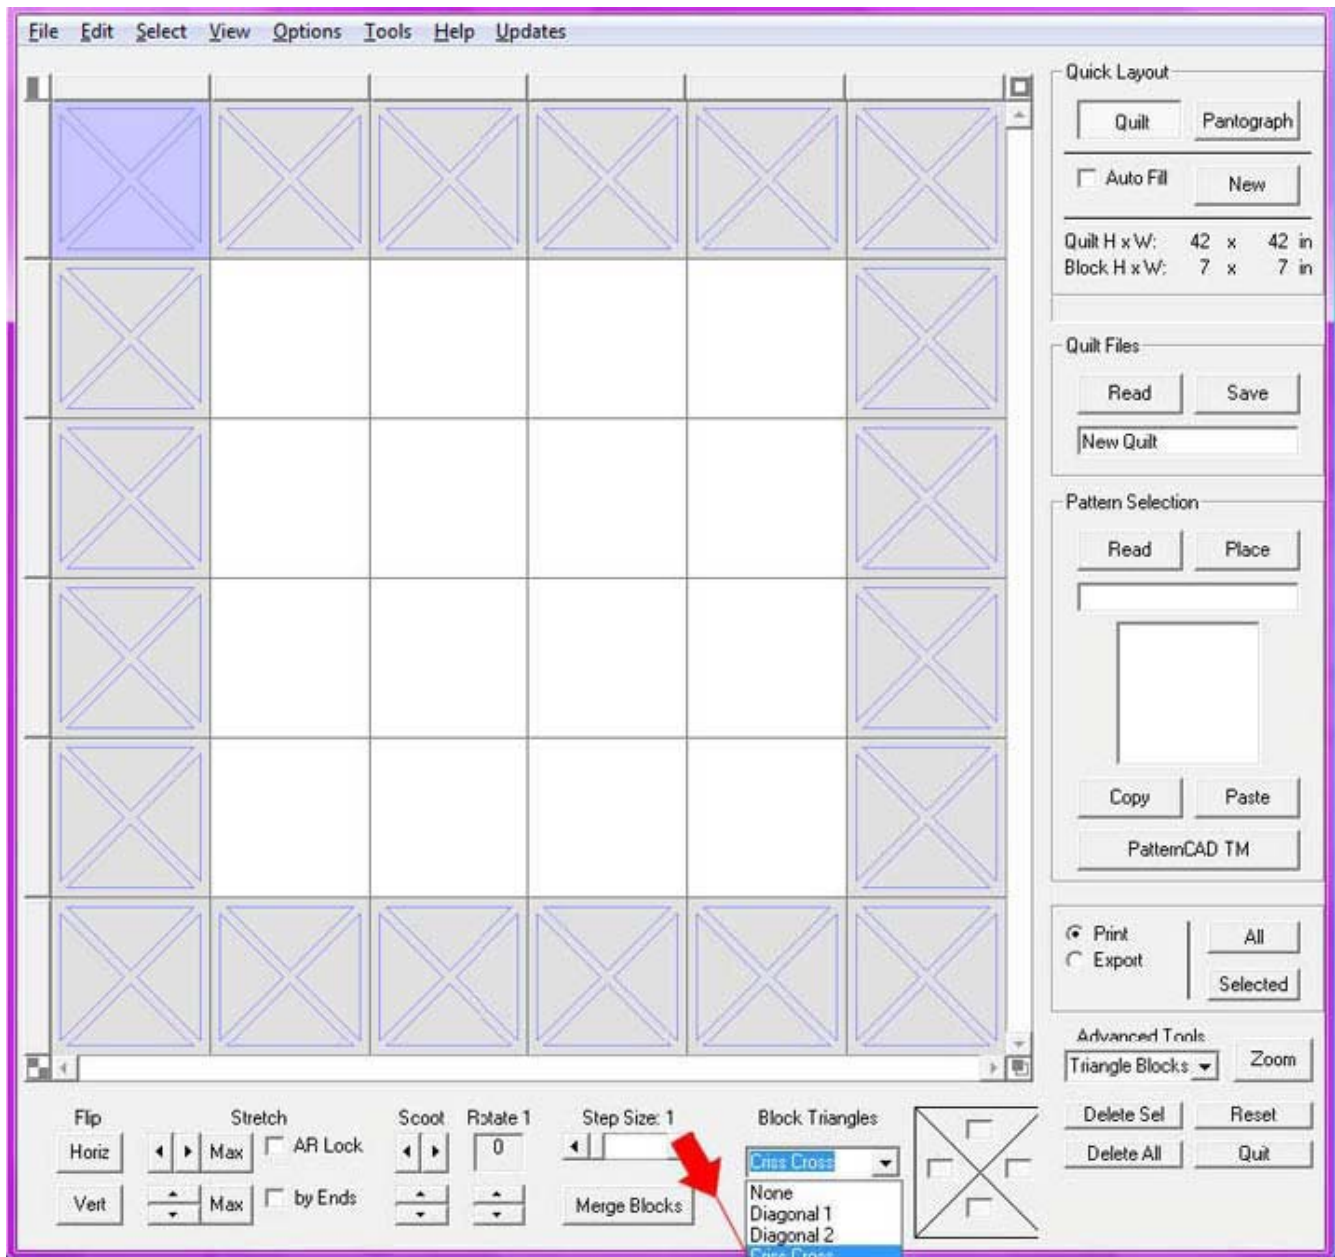 File Edit Select View Options Tools Help Updates
Quick Layout
Quilt Pantograph
Auto Fill New
Quilt H x W: 42 x 42 in
Block H x W: 7 x 7 in
Quilt Files
Read Save
New Quilt
Pattern Selection
Read Place
Copy Paste
PatternCAD TM
Print All
Export
Selected
Advanced Tools
Triangle Blocks Zoom
Delete Sel Reset
Delete All Quit
Flip Stretch Scoot Rotate 1 Step Size: 1 Block Triangles
Horiz Max AR Lock 0 Criss Cross
Vert Max by Ends Merge Blocks
None
Diagonal 1
Diagonal 2
Criss Cross